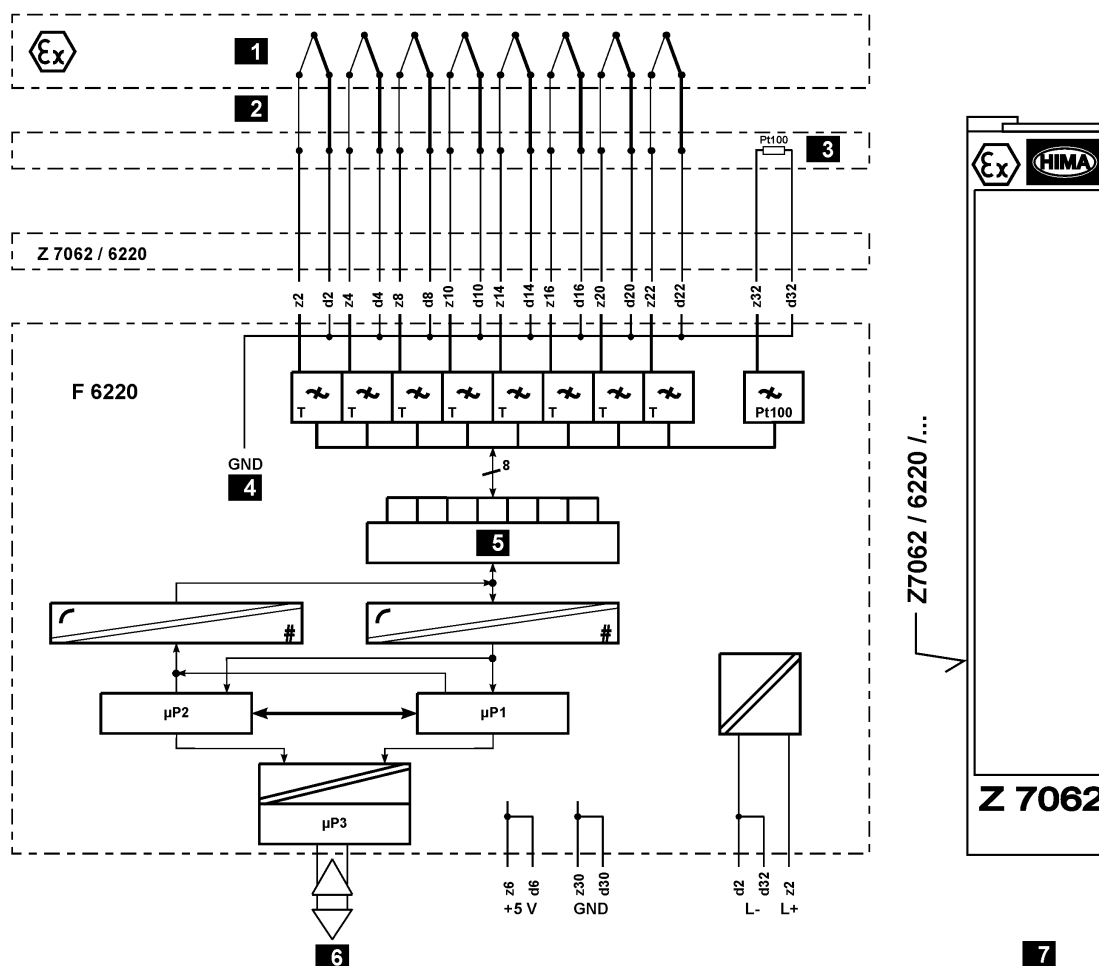 Ex
1
2
Pt100
3
Ex
HIMA
Z 7062 / 6220
z2
d2
z4
d4
z8
d8
z10
d10
z14
d14
z16
d16
z20
d20
z22
d22
z32
d32
F 6220
T
T
T
T
T
T
T
T
Pt100
GND
4
8
5
#
#
µP2
µP1
µP3
Z7062 / 6220 /...
Z 7062
z6
d6
z30
d30
d2
d32
z2
+5 V
GND
L-
L+
6
7